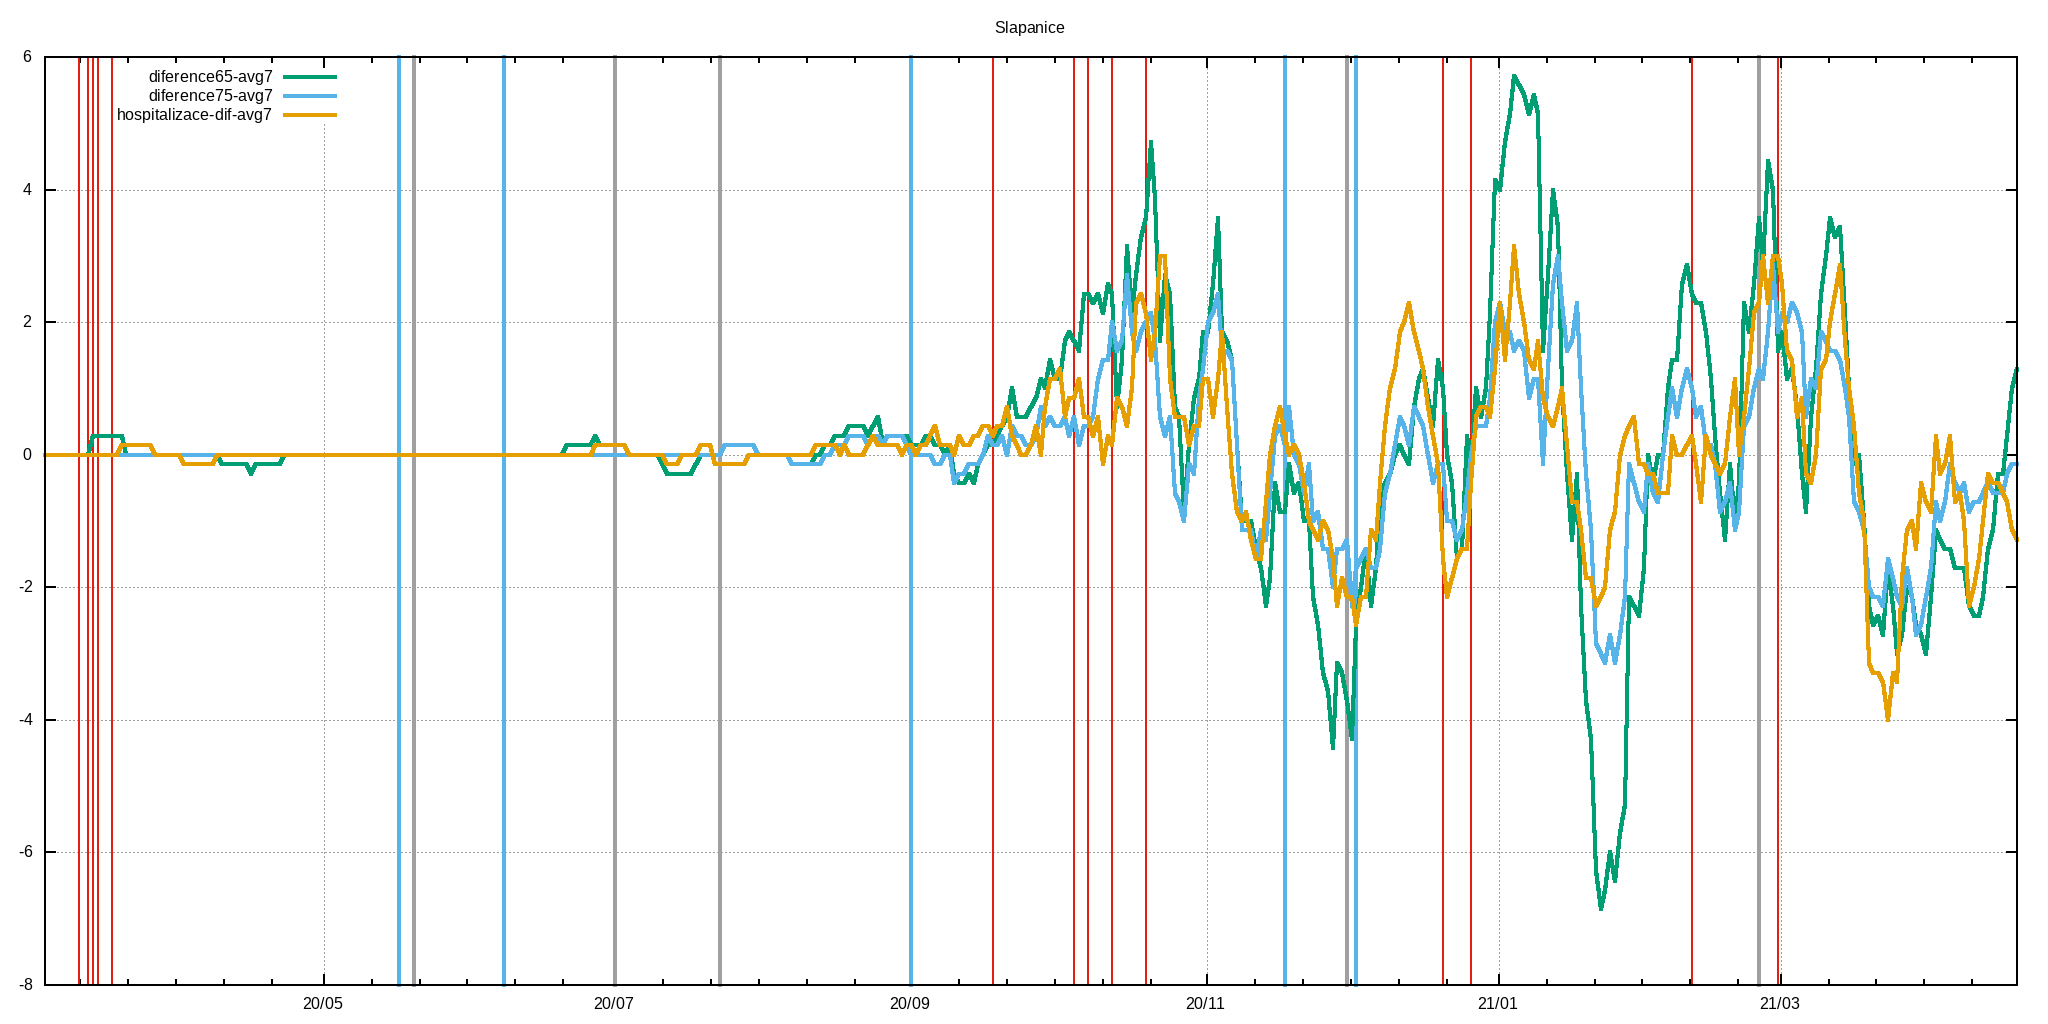 Slapanice
6
diference65-avg7
diference75-avg7
hospitalizace-dif-avg7
4
2
0
-2
-4
-6
-8
20/05 20/07 20/09 20/11 21/01 21/03